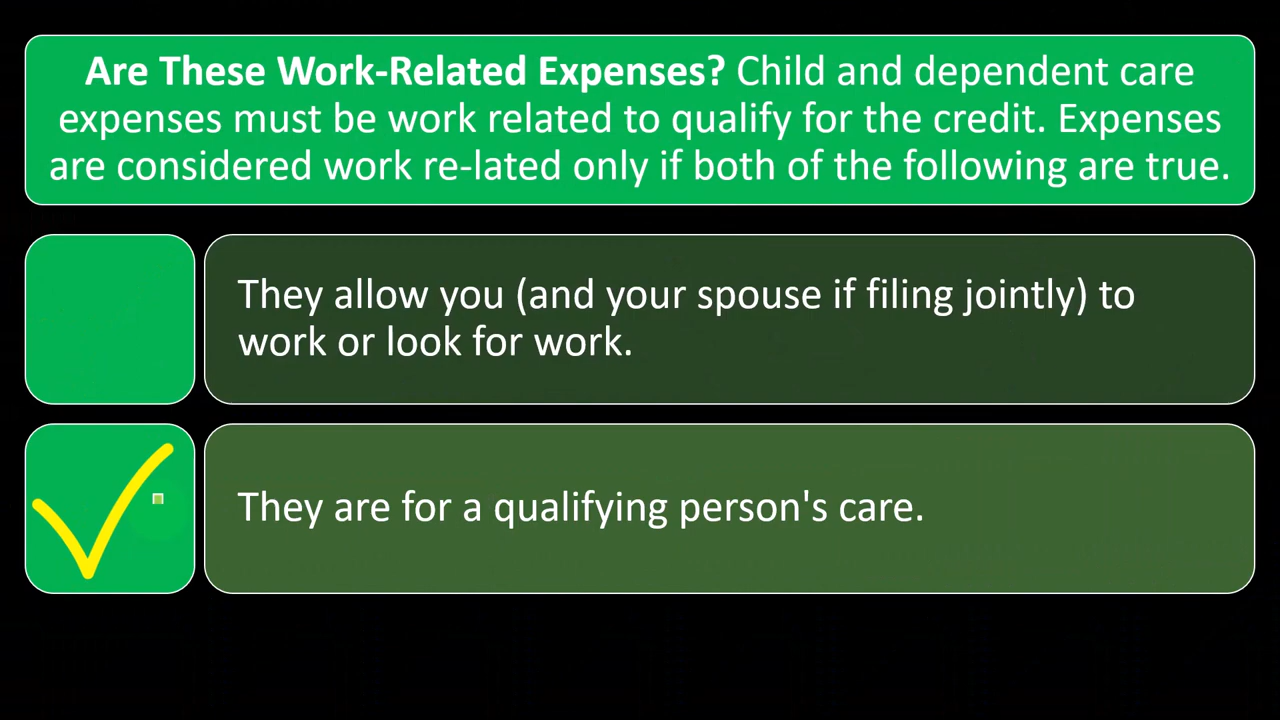 Are These Work-Related Expenses? Child and dependent care
expenses must be work related to qualify for the credit. Expenses
are considered work re-lated only if both of the following are true.
They allow you (and your spouse if filing jointly) to
work or look for work.
They are for a qualifying person's care.